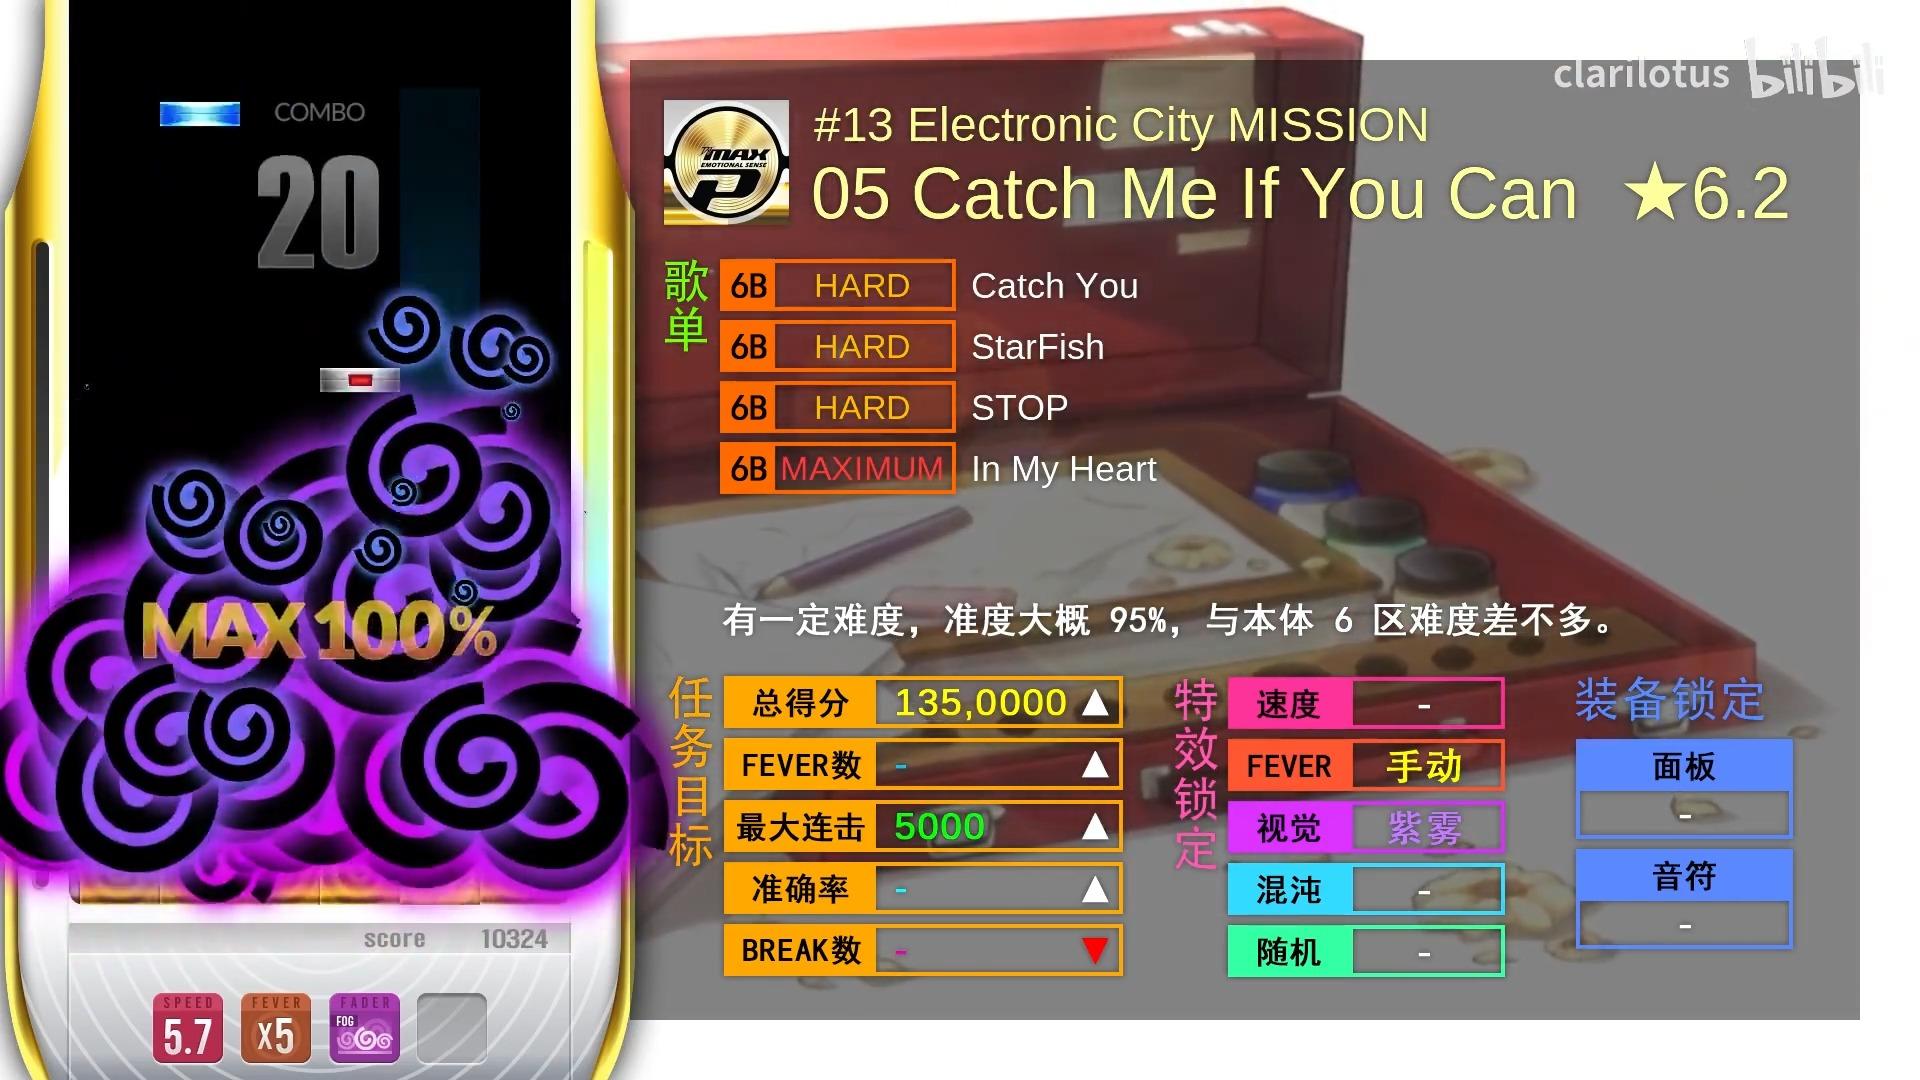 COMBO
20
MAX 100%
score 10324
SPEED
5.7
FEVER
X5
FADER
FOG
clarilotus bilibili
MAX
EMOTIONAL SENSE
P
#13 Electronic City MISSION
05 Catch Me If You Can ★6.2
歌单
6B HARD Catch You
6B HARD StarFish
6B HARD STOP
6B MAXIMUM In My Heart
有一定难度，准度大概 95%，与本体 6 区难度差不多。
任务目标
总得分 135,0000 ▲
FEVER数 - ▲
最大连击 5000 ▲
准确率 - ▲
BREAK数 - ▼
特效锁定
速度 -
FEVER 手动
视觉 紫雾
混沌 -
随机 -
装备锁定
面板
-
音符
-